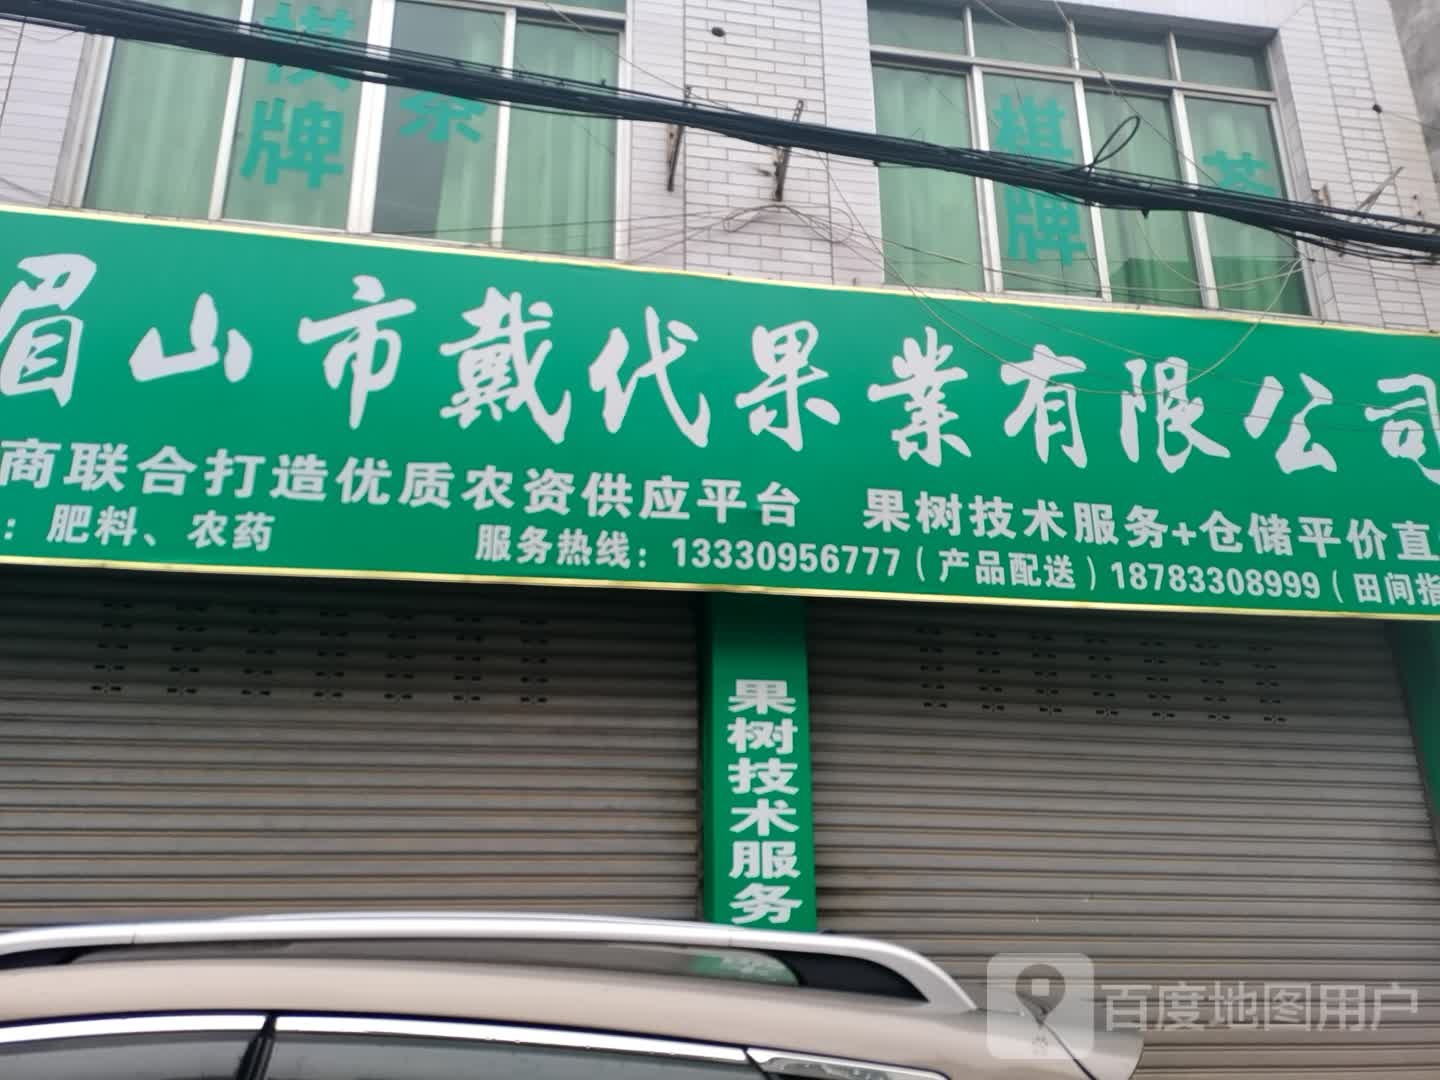 棋牌
茶
棋牌
茶
眉山市戴代果業有限公司
商联合打造优质农资供应平台 果树技术服务+仓储平价直
：肥料、农药 服务热线：13330956777（产品配送）18783308999（田间指
果树技术服务
百度地图用户